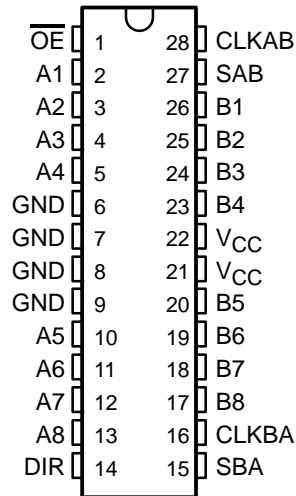 O̅E̅ 1 28 CLKAB
A1 2 27 SAB
A2 3 26 B1
A3 4 25 B2
A4 5 24 B3
GND 6 23 B4
GND 7 22 VCC
GND 8 21 VCC
GND 9 20 B5
A5 10 19 B6
A6 11 18 B7
A7 12 17 B8
A8 13 16 CLKBA
DIR 14 15 SBA